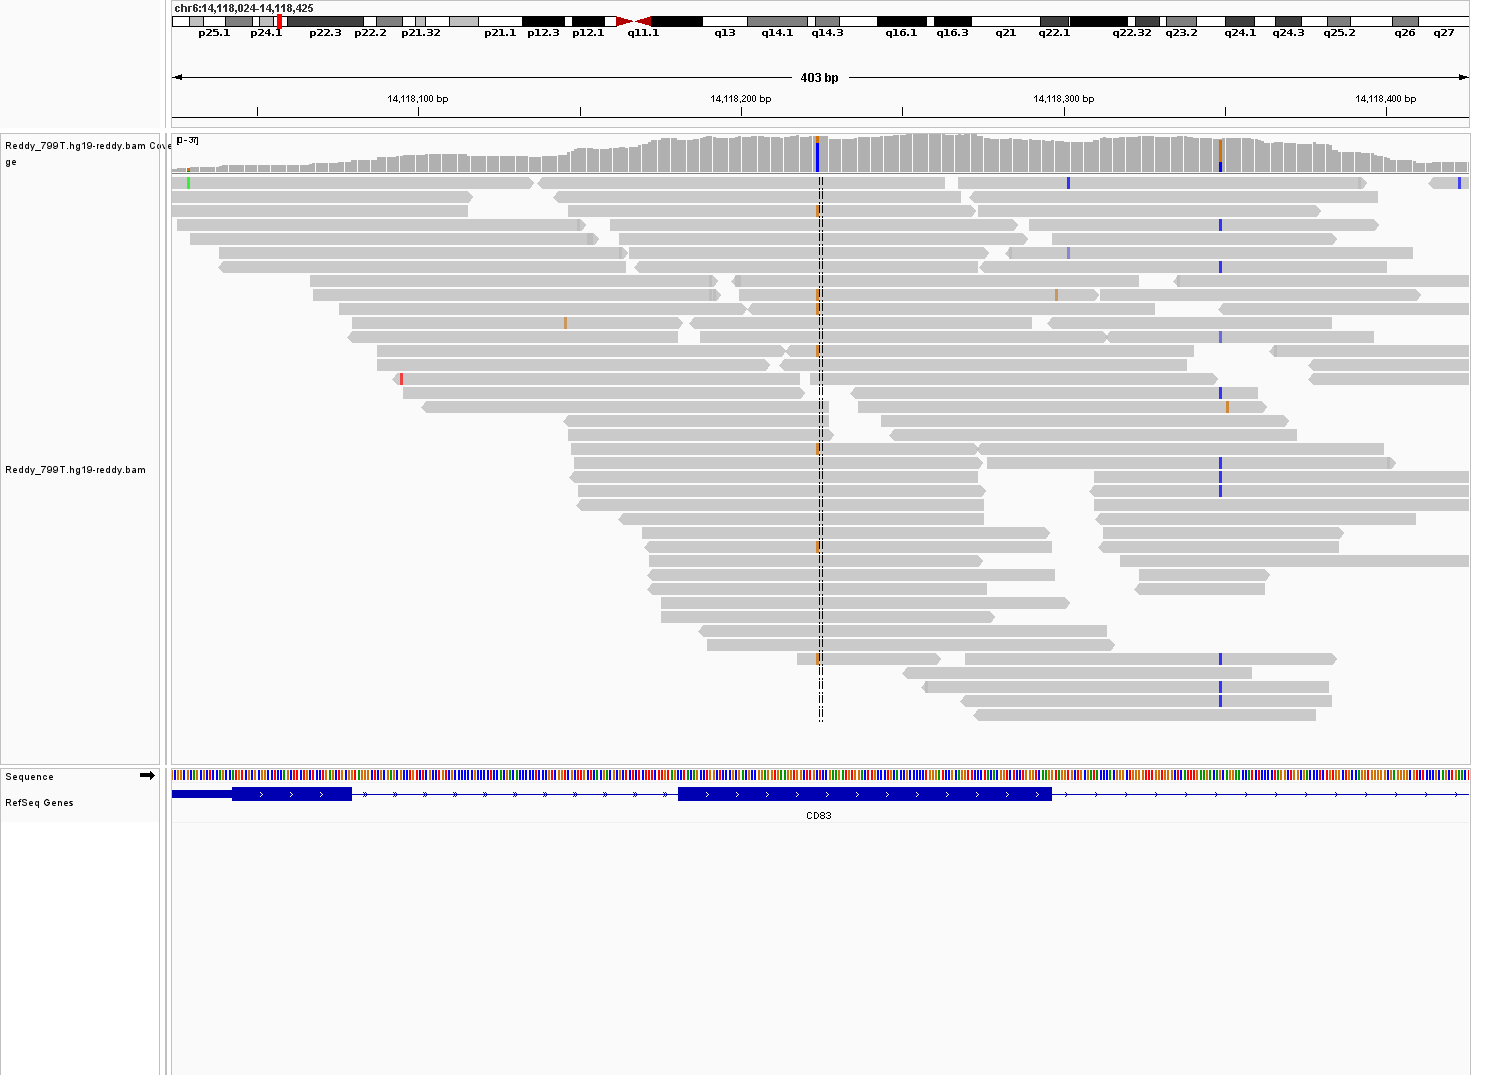 chr6:14,118,024-14,118,425
p25.1 p24.1 p22.3 p22.2 p21.32 p21.1 p12.3 p12.1 q11.1 q13 q14.1 q14.3 q16.1 q16.3 q21 q22.1 q22.32 q23.2 q24.1 q24.3 q25.2 q26 q27
403 bp
14,118,100 bp 14,118,200 bp 14,118,300 bp 14,118,400 bp
Reddy_799T.hg19-reddy.bam Cove
ge
[0-37]
Reddy_799T.hg19-reddy.bam
Sequence
RefSeq Genes
CD83